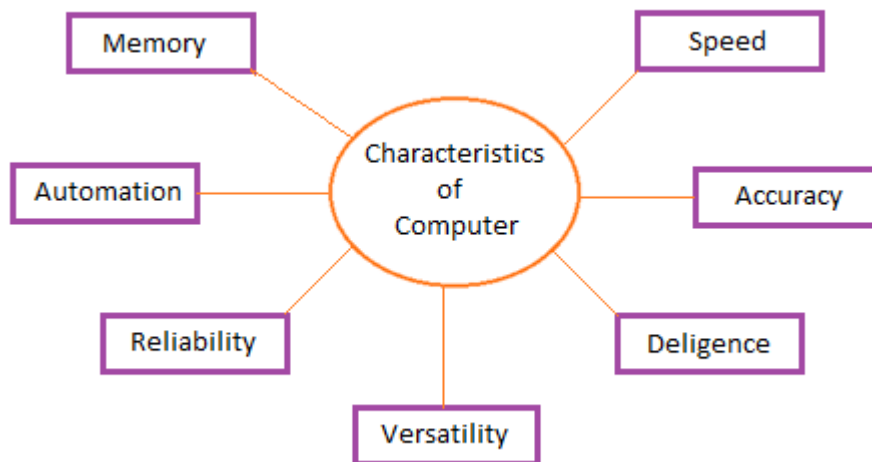 Memory
Speed
Characteristics
of
Computer
Automation
Accuracy
Reliability
Deligence
Versatility